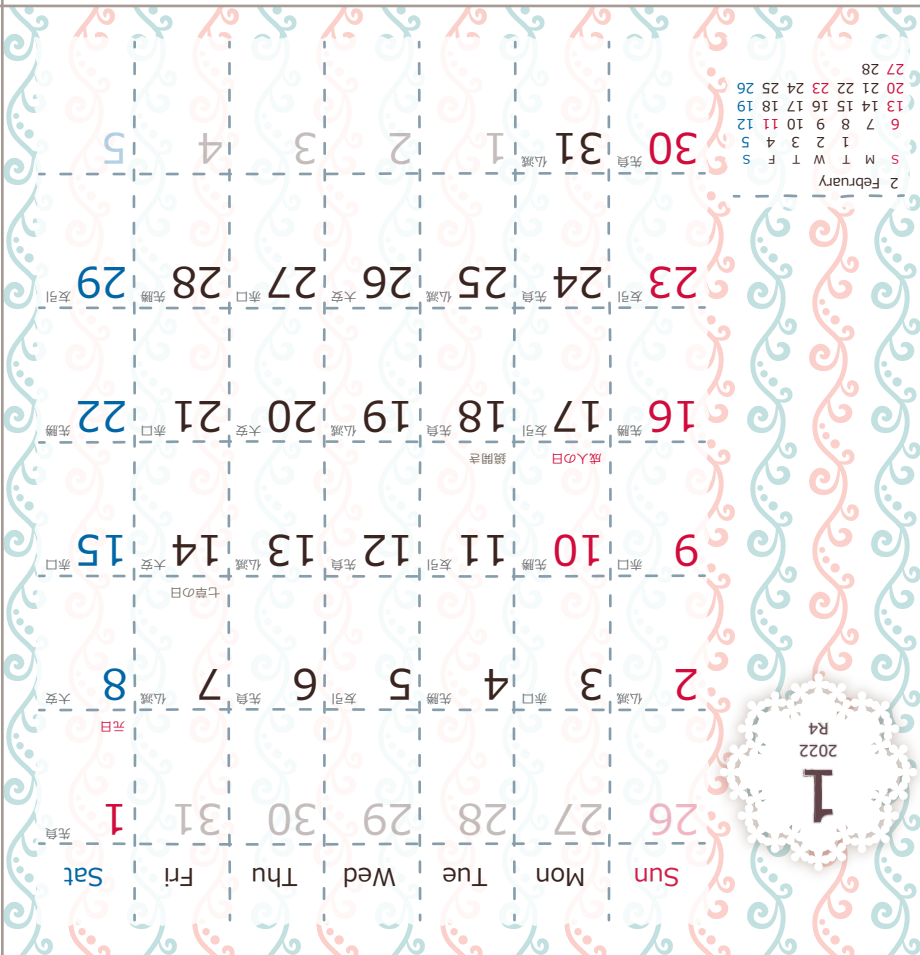 1
2022
R4
Sun Mon Tue Wed Thu Fri Sat
26 27 28 29 30 31 1 先負
元日
2 仏滅 3 赤口 4 先勝 5 友引 6 先負 7 仏滅 8 大安
七草の日
9 赤口 10 先勝 11 友引 12 先負 13 仏滅 14 大安 15 赤口
成人の日 鏡開き
16 先勝 17 友引 18 先負 19 仏滅 20 大安 21 赤口 22 先勝
23 友引 24 先負 25 仏滅 26 大安 27 赤口 28 先勝 29 友引
30 先負 31 仏滅 1 2 3 4 5
2 February
S M T W T F S
1 2 3 4 5
6 7 8 9 10 11 12
13 14 15 16 17 18 19
20 21 22 23 24 25 26
27 28